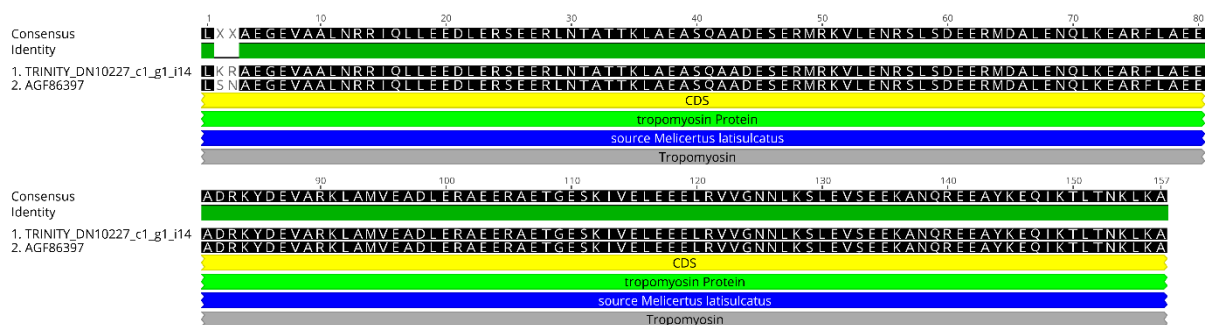 1 10 20 30 40 50 60 70 80
Consensus LXXAEGEVAALNRRIQLLEEDLERSEERLNTATTKLAEASQAADESERMRKVLENRSLSDEERMDALENQLKEARFLAEE
Identity
1. TRINITY_DN10227_c1_g1_i14 LKRAEGEVAALNRRIQLLEEDLERSEERLNTATTKLAEASQAADESERMRKVLENRSLSDEERMDALENQLKEARFLAEE
2. AGF86397 LSNAEGEVAALNRRIQLLEEDLERSEERLNTATTKLAEASQAADESERMRKVLENRSLSDEERMDALENQLKEARFLAEE
CDS
tropomyosin Protein
source Melicertus latisulcatus
Tropomyosin
90 100 110 120 130 140 150 157
Consensus ADRKYDEVARKLAMVEADLERAEERAETGESKIVELEEELRVVGNNLKSLEVSEEKANQREEAYKEQIKTLTNKLKA
Identity
1. TRINITY_DN10227_c1_g1_i14 ADRKYDEVARKLAMVEADLERAEERAETGESKIVELEEELRVVGNNLKSLEVSEEKANQREEAYKEQIKTLTNKLKA
2. AGF86397 ADRKYDEVARKLAMVEADLERAEERAETGESKIVELEEELRVVGNNLKSLEVSEEKANQREEAYKEQIKTLTNKLKA
CDS
tropomyosin Protein
source Melicertus latisulcatus
Tropomyosin